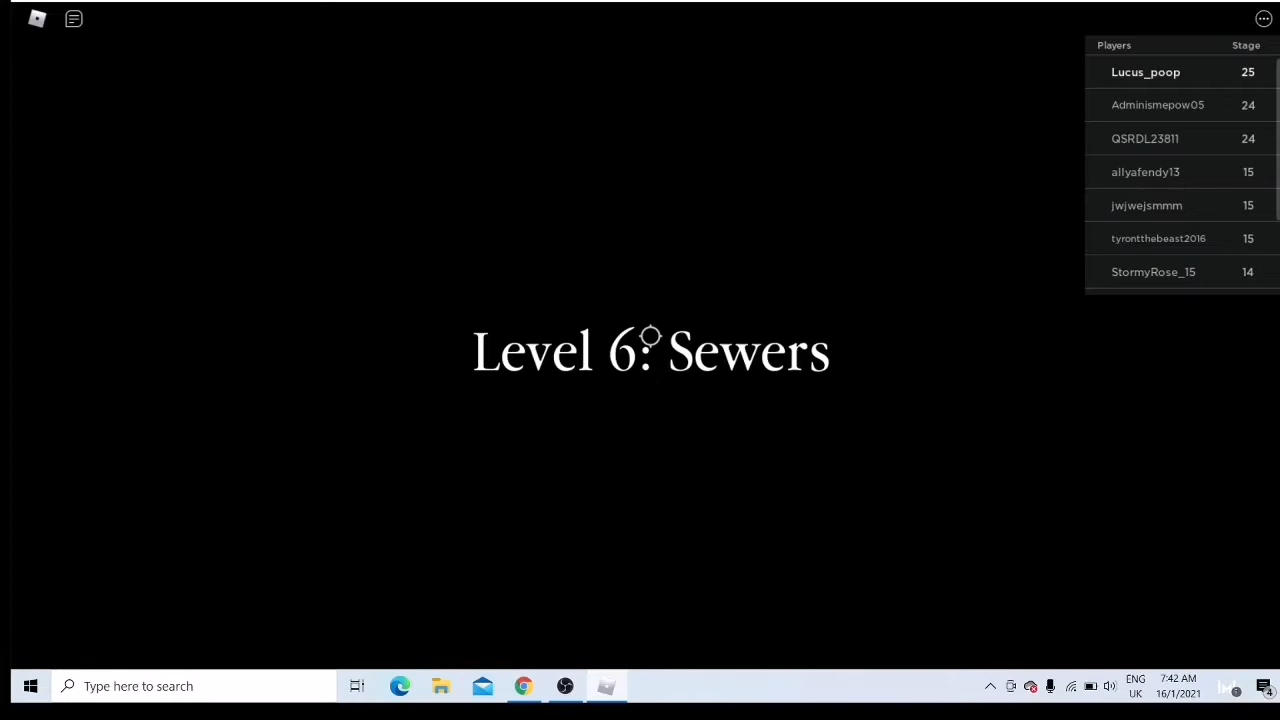 Players Stage
Lucus_poop 25
Adminismepow05 24
QSRDL23811 24
allyafendy13 15
jwjwejsmmm 15
tyrontthebeast2016 15
StormyRose_15 14
Level 6: Sewers
Type here to search
ENG 7:42 AM
UK 16/1/2021
4